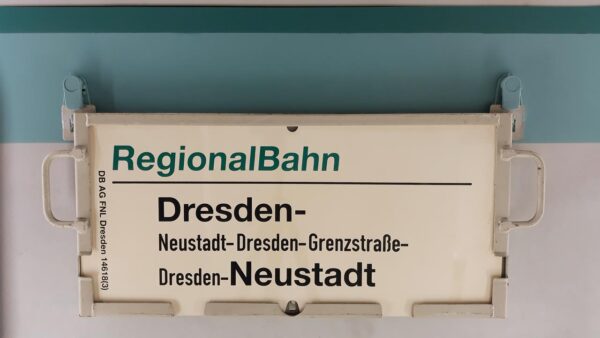 RegionalBahn
Dresden-
Neustadt-Dresden-Grenzstraße-
Dresden-Neustadt
DB AG FNL Dresden 14618(3)